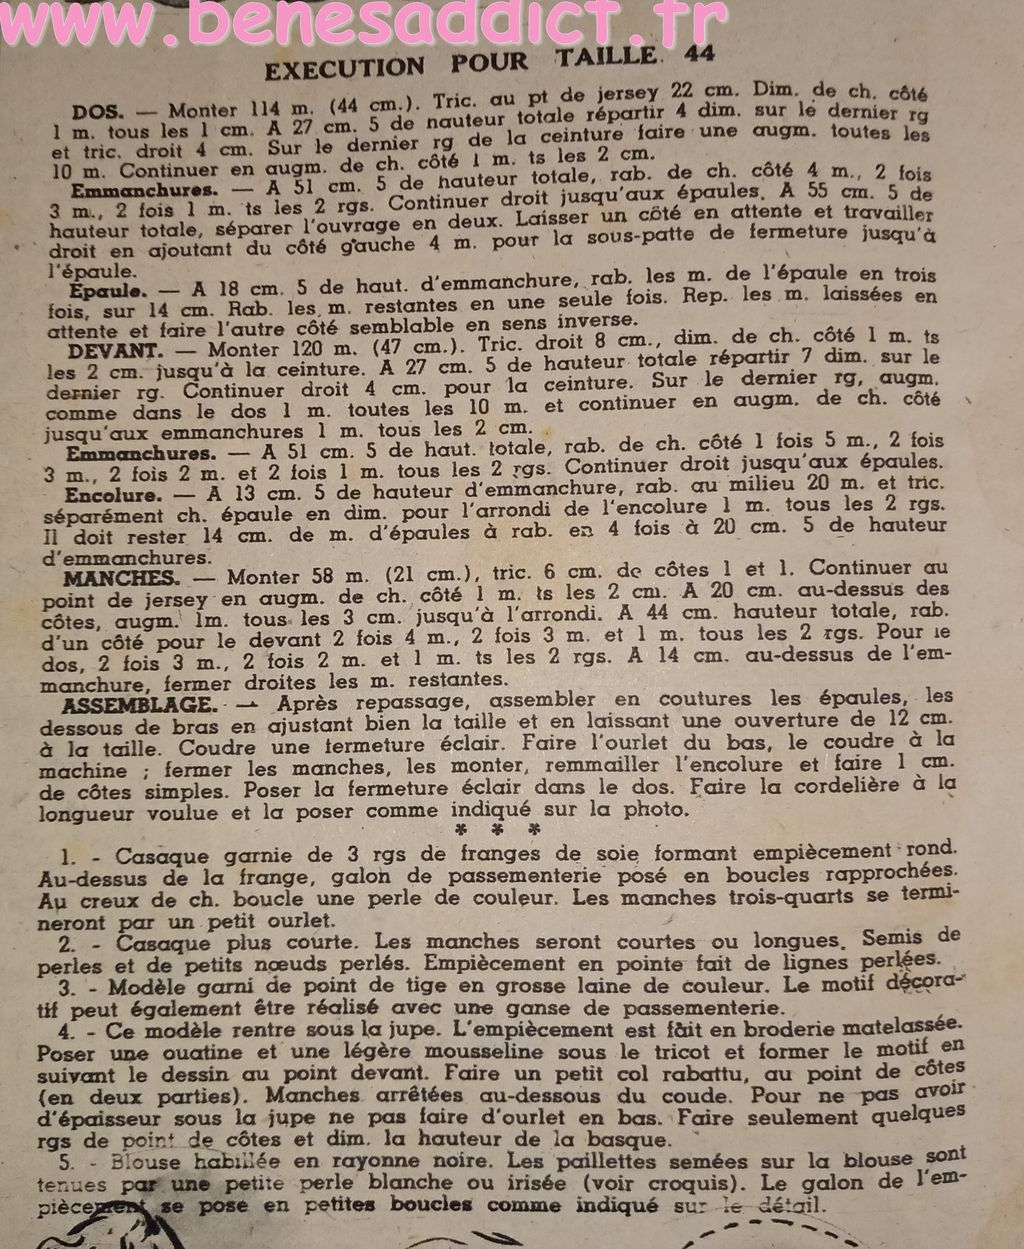 www.benesaddict.fr
EXECUTION POUR TAILLE 44
DOS. — Monter 114 m. (44 cm.). Tric. au pt de jersey 22 cm. Dim. de ch. côté
1 m. tous les 1 cm. A 27 cm. 5 de hauteur totale répartir 4 dim. sur le dernier rg
et tric. droit 4 cm. Sur le dernier rg de la ceinture faire une augm. toutes les
10 m. Continuer en augm. de ch. côté 1 m. ts les 2 cm.
Emmanchures. — A 51 cm. 5 de hauteur totale, rab. de ch. côté 4 m., 2 fois
3 m., 2 fois 1 m. ts les 2 rgs. Continuer droit jusqu'aux épaules. A 55 cm. 5 de
hauteur totale, séparer l'ouvrage en deux. Laisser un côté en attente et travailler
droit en ajoutant du côté gauche 4 m. pour la sous-patte de fermeture jusqu'à
l'épaule.
Epaule. — A 18 cm. 5 de haut. d'emmanchure, rab. les m. de l'épaule en trois
fois, sur 14 cm. Rab. les m. restantes en une seule fois. Rep. les m. laissées en
attente et faire l'autre côté semblable en sens inverse.
DEVANT. — Monter 120 m. (47 cm.). Tric. droit 8 cm., dim. de ch. côté 1 m. ts
les 2 cm. jusqu'à la ceinture. A 27 cm. 5 de hauteur totale répartir 7 dim. sur le
dernier rg. Continuer droit 4 cm. pour la ceinture. Sur le dernier rg, augm.
comme dans le dos 1 m. toutes les 10 m. et continuer en augm. de ch. côté
jusqu'aux emmanchures 1 m. tous les 2 cm.
Emmanchures. — A 51 cm. 5 de haut. totale, rab. de ch. côté 1 fois 5 m., 2 fois
3 m., 2 fois 2 m. et 2 fois 1 m. tous les 2 rgs. Continuer droit jusqu'aux épaules.
Encolure. — A 13 cm. 5 de hauteur d'emmanchure, rab. au milieu 20 m. et tric.
séparément ch. épaule en dim. pour l'arrondi de l'encolure 1 m. tous les 2 rgs.
Il doit rester 14 cm. de m. d'épaules à rab. en 4 fois à 20 cm. 5 de hauteur
d'emmanchures.
MANCHES. — Monter 58 m. (21 cm.), tric. 6 cm. de côtes 1 et 1. Continuer au
point de jersey en augm. de ch. côté 1 m. ts les 2 cm. A 20 cm. au-dessus des
côtes, augm. 1m. tous les 3 cm. jusqu'à l'arrondi. A 44 cm. hauteur totale, rab.
d'un côté pour le devant 2 fois 4 m., 2 fois 3 m. et 1 m. tous les 2 rgs. Pour le
dos, 2 fois 3 m., 2 fois 2 m. et 1 m. ts les 2 rgs. A 14 cm. au-dessus de l'em-
manchure, fermer droites les m. restantes.
ASSEMBLAGE. — Après repassage, assembler en coutures les épaules, les
dessous de bras en ajustant bien la taille et en laissant une ouverture de 12 cm.
à la taille. Coudre une fermeture éclair. Faire l'ourlet du bas, le coudre à la
machine ; fermer les manches, les monter, remmailler l'encolure et faire 1 cm.
de côtes simples. Poser la fermeture éclair dans le dos. Faire la cordelière à la
longueur voulue et la poser comme indiqué sur la photo.
* * *
1. - Casaque garnie de 3 rgs de franges de soie formant empiècement rond.
Au-dessus de la frange, galon de passementerie posé en boucles rapprochées.
Au creux de ch. boucle une perle de couleur. Les manches trois-quarts se termi-
neront par un petit ourlet.
2. - Casaque plus courte. Les manches seront courtes ou longues. Semis de
perles et de petits nœuds perlés. Empiècement en pointe fait de lignes perlées.
3. - Modèle garni de point de tige en grosse laine de couleur. Le motif décora-
tif peut également être réalisé avec une ganse de passementerie.
4. - Ce modèle rentre sous la jupe. L'empiècement est fait en broderie matelassée.
Poser une ouatine et une légère mousseline sous le tricot et former le motif en
suivant le dessin au point devant. Faire un petit col rabattu, au point de côtes
(en deux parties). Manches arrêtées au-dessous du coude. Pour ne pas avoir
d'épaisseur sous la jupe ne pas faire d'ourlet en bas. Faire seulement quelques
rgs de point de côtes et dim. la hauteur de la basque.
5. - Blouse habillée en rayonne noire. Les paillettes semées sur la blouse sont
tenues par une petite perle blanche ou irisée (voir croquis). Le galon de l'em-
piècement se pose en petites boucles comme indiqué sur le détail.